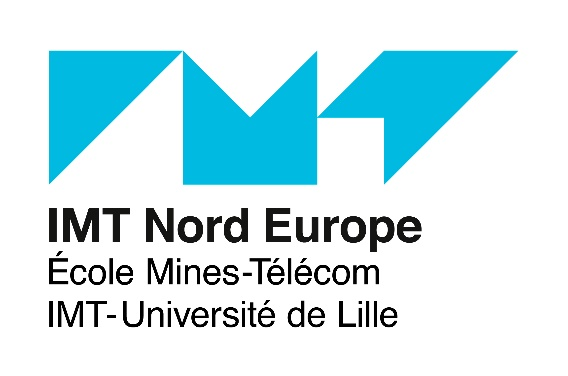 IMT Nord Europe
École Mines-Télécom
IMT-Université de Lille